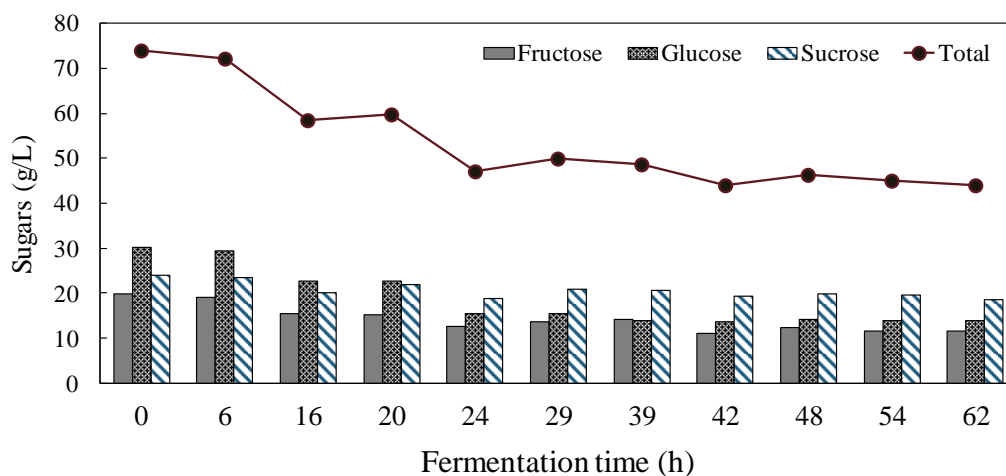 80
70
60
50
40
30
20
10
0
Sugars (g/L)
Fructose Glucose Sucrose Total
0 6 16 20 24 29 39 42 48 54 62
Fermentation time (h)